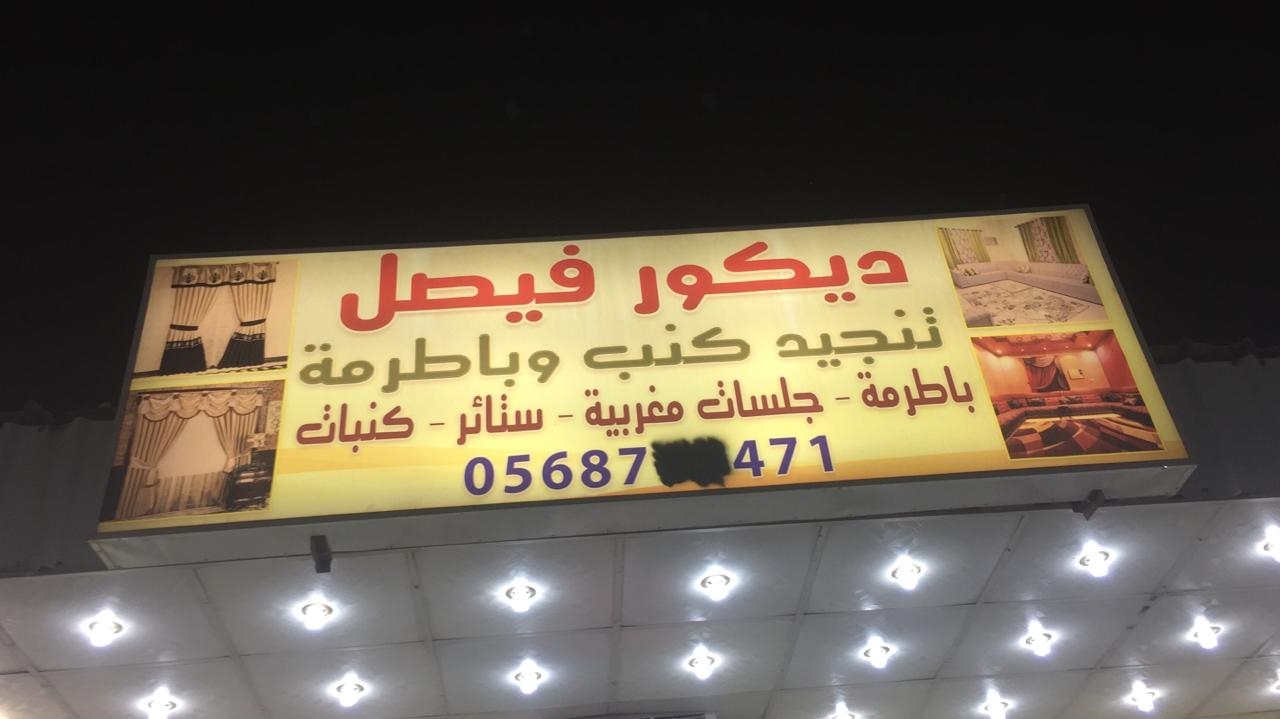 ديكور فيصل
تنجيد كنب وباطرمة
باطرمة - جلسات مغربية - ستائر - كنبات
05687 471